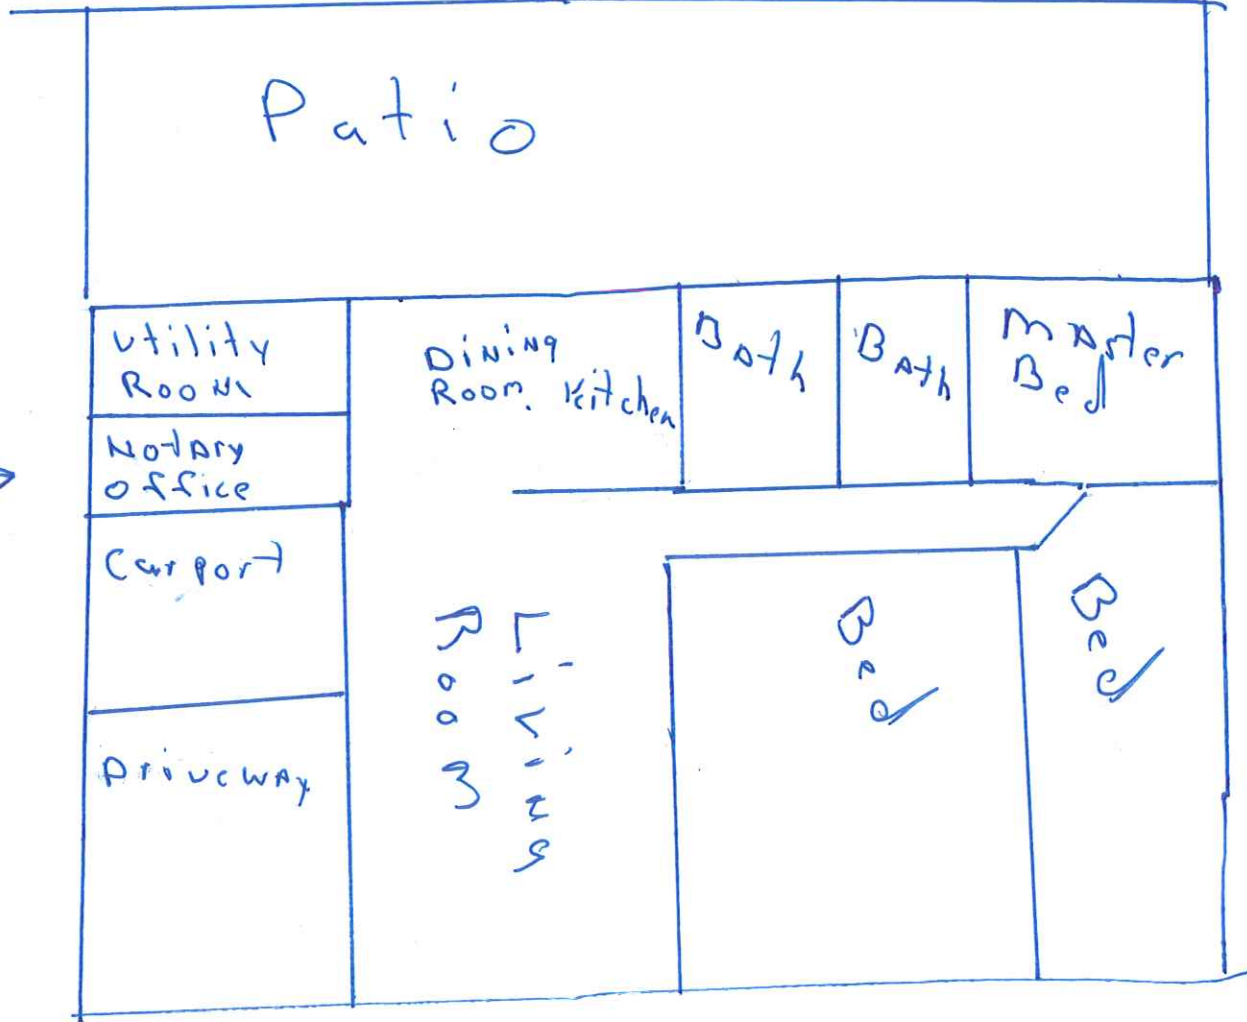 Patio
Utility
Room
Dining
Room. Kitchen
Bath
Bath
Master
Bed
Notary
office
Carport
Living
Room
Bed
Bed
Driveway